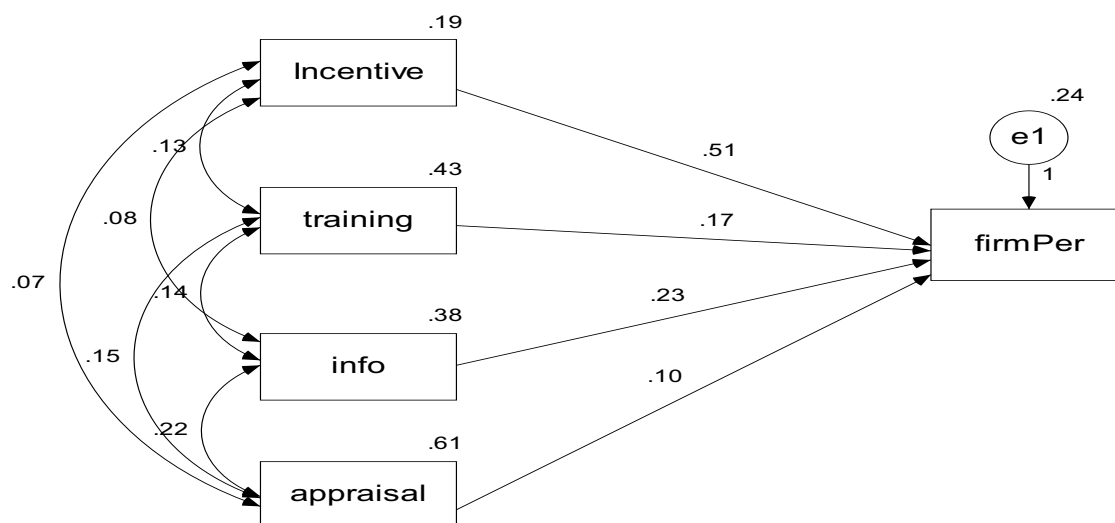 .19
Incentive
.24
e1
.13
.51
1
.43
training
.08
.17
firmPer
.07
.14
.38
.23
.15
info
.10
.22
.61
appraisal